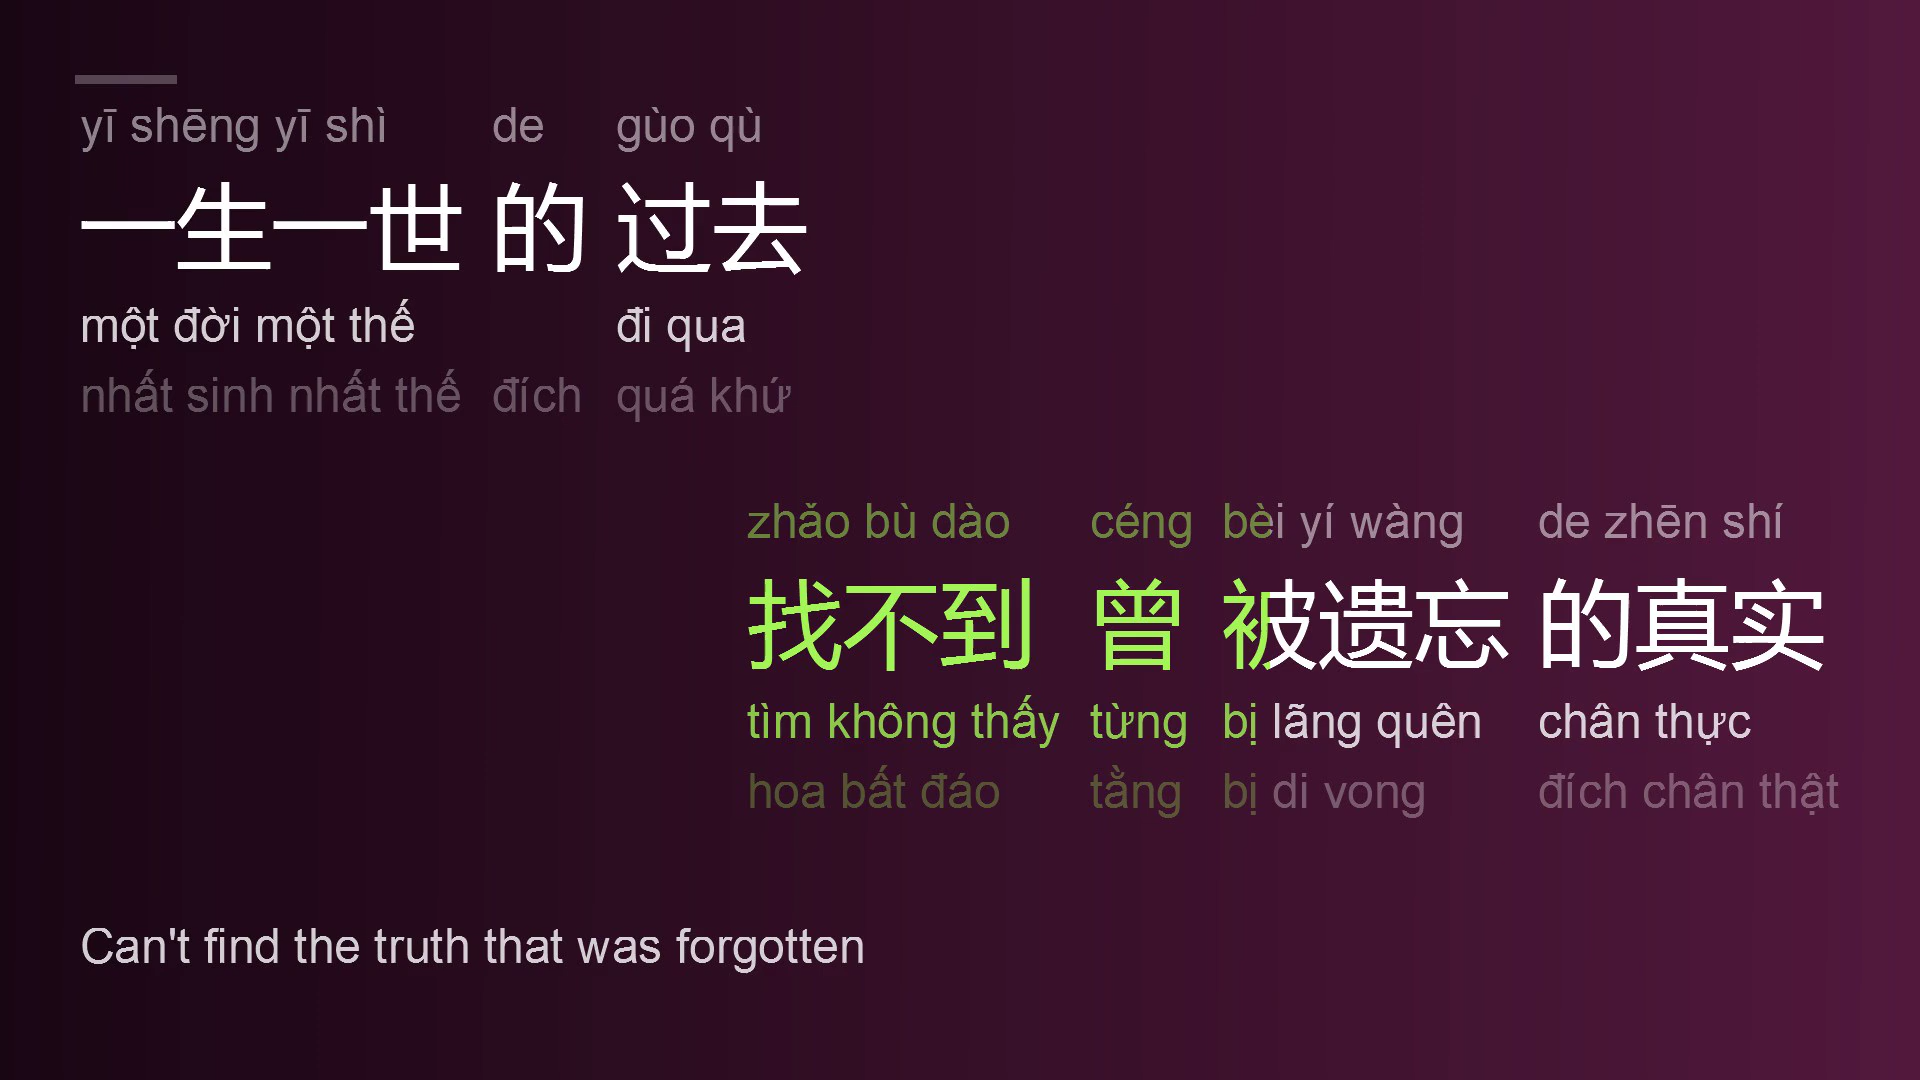 yī shēng yī shì de gùo qù
一生一世 的 过去
một đời một thế đi qua
nhất sinh nhất thế đích quá khứ
zhǎo bù dào céng bèi yí wàng de zhēn shí
找不到 曾 被遗忘 的真实
tìm không thấy từng bị lãng quên chân thực
hoa bất đáo tằng bị di vong đích chân thật
Can't find the truth that was forgotten